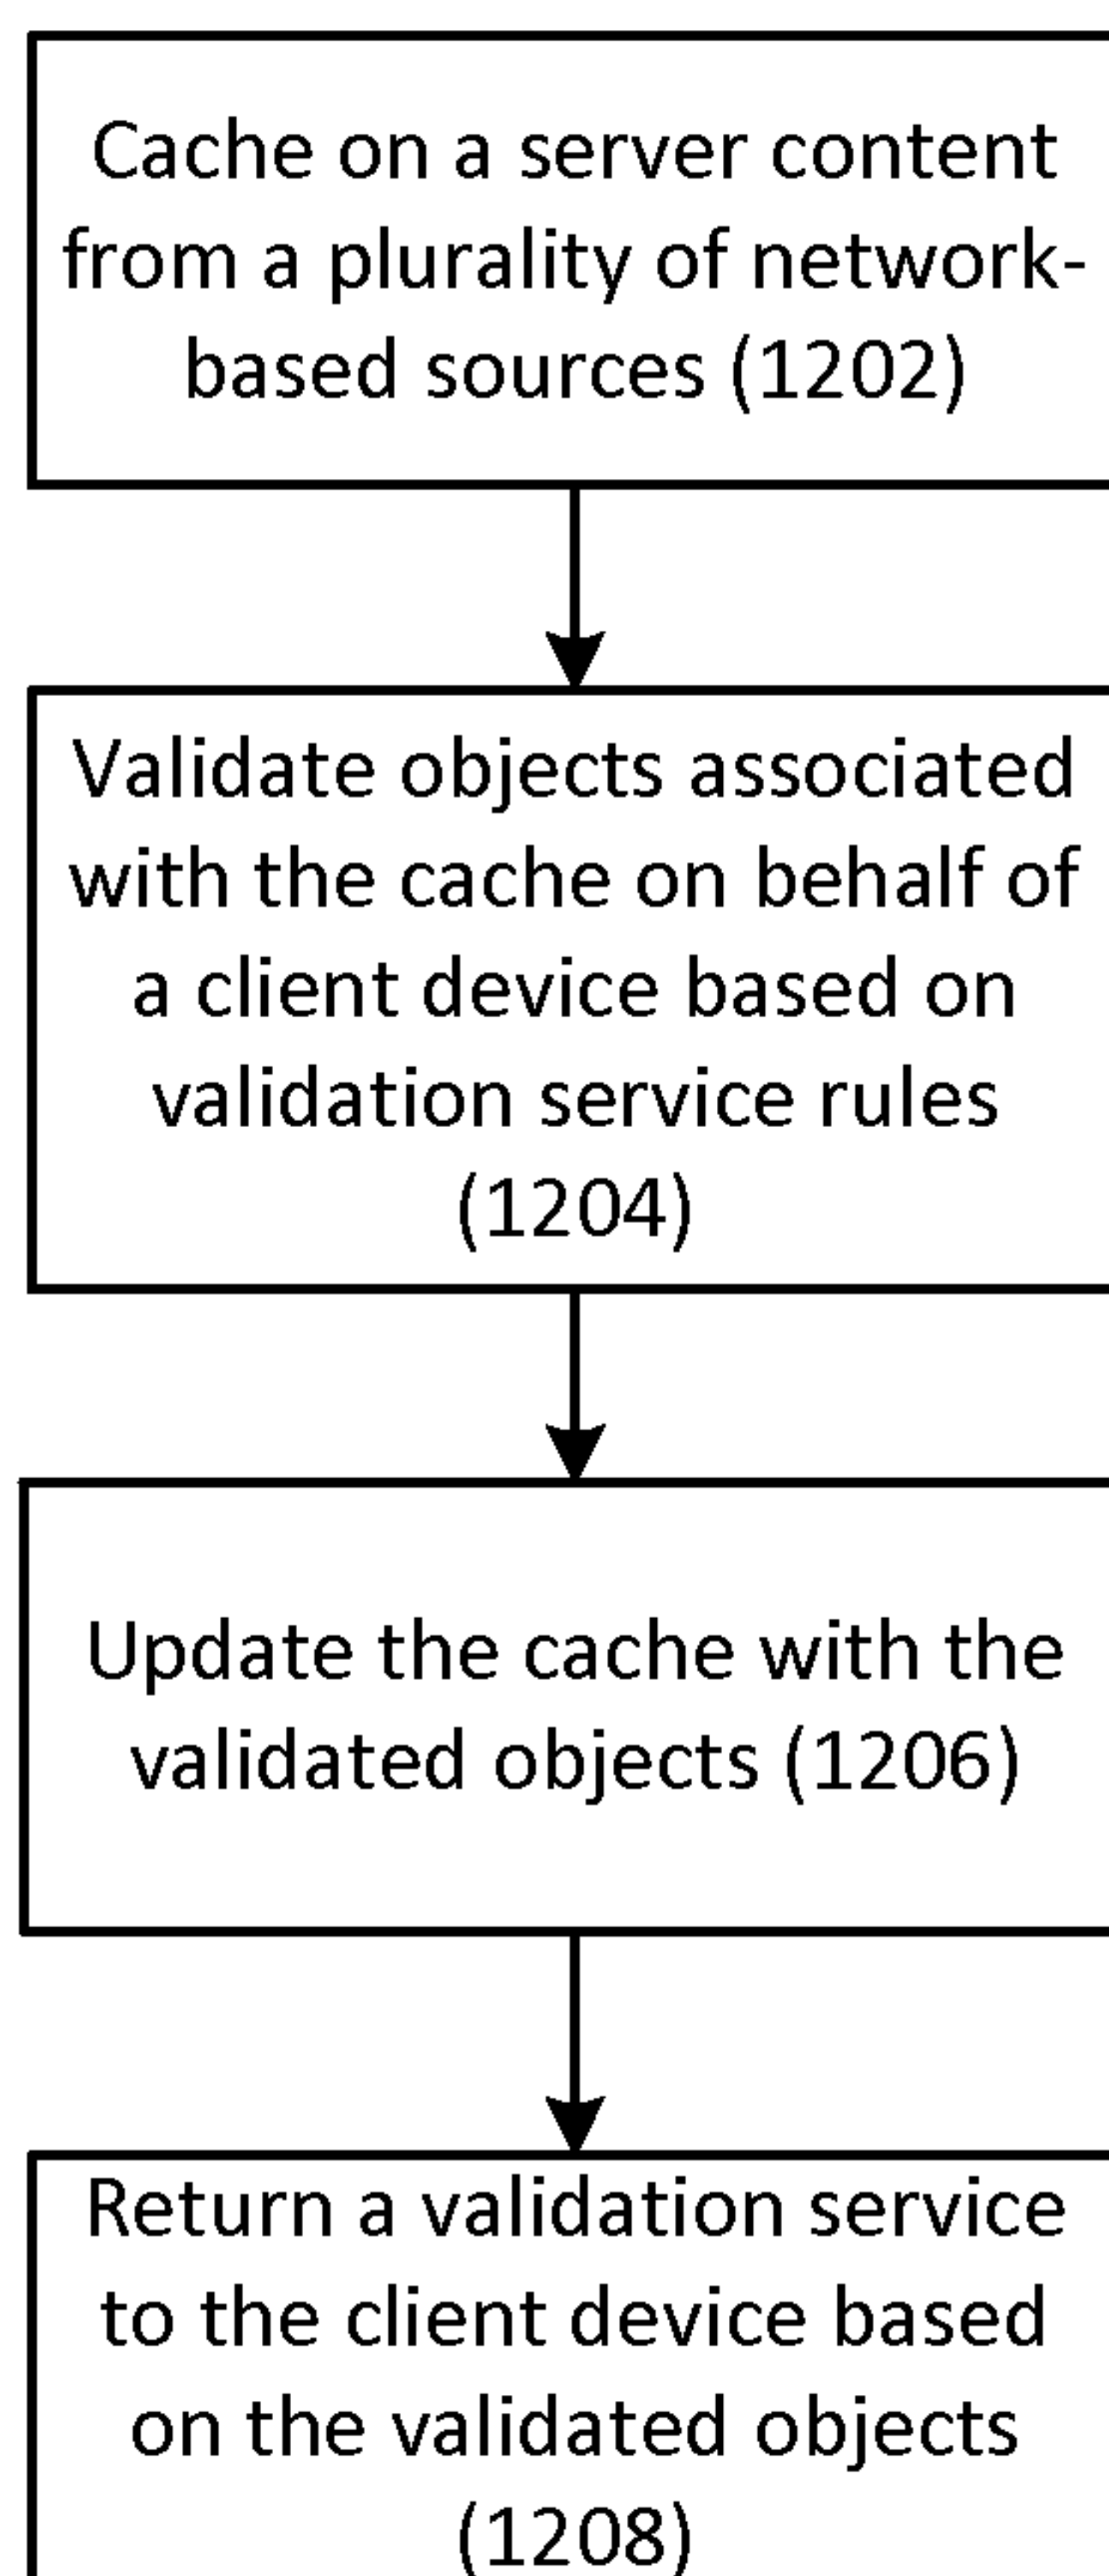 Cache on a server content
from a plurality of network-
based sources (1202)
Validate objects associated
with the cache on behalf of
a client device based on
validation service rules
(1204)
Update the cache with the
validated objects (1206)
Return a validation service
to the client device based
on the validated objects
(1208)